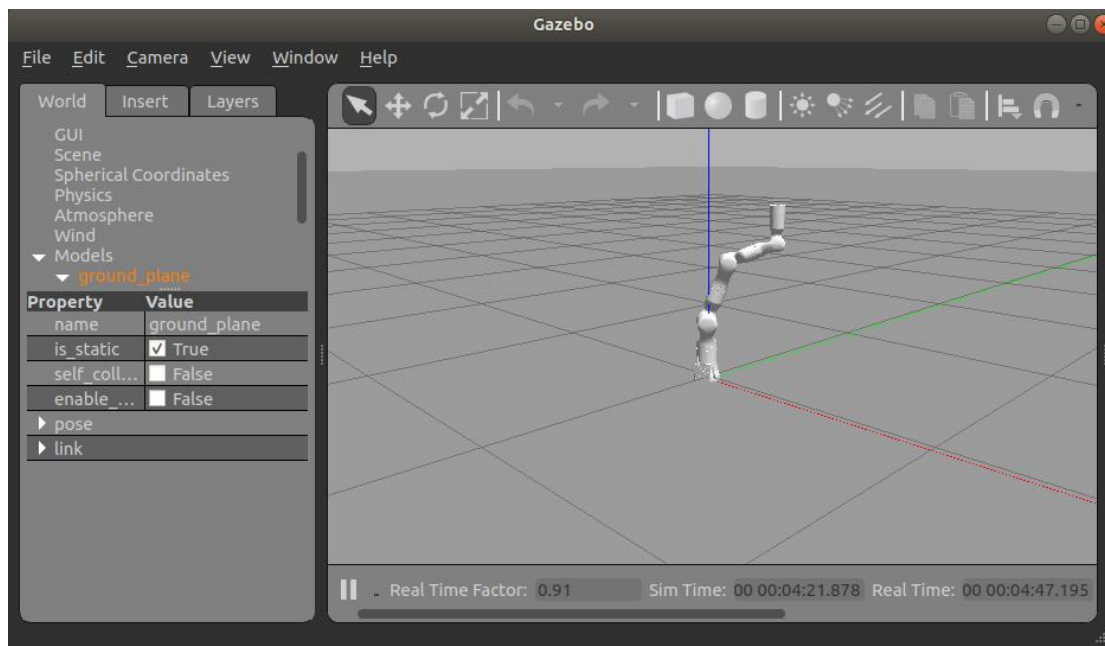 Gazebo
File Edit Camera View Window Help
World Insert Layers
GUI
Scene
Spherical Coordinates
Physics
Atmosphere
Wind
Models
ground_plane
Property Value
name ground_plane
is_static True
self_coll... False
enable_... False
pose
link
Real Time Factor: 0.91 Sim Time: 00 00:04:21.878 Real Time: 00 00:04:47.195